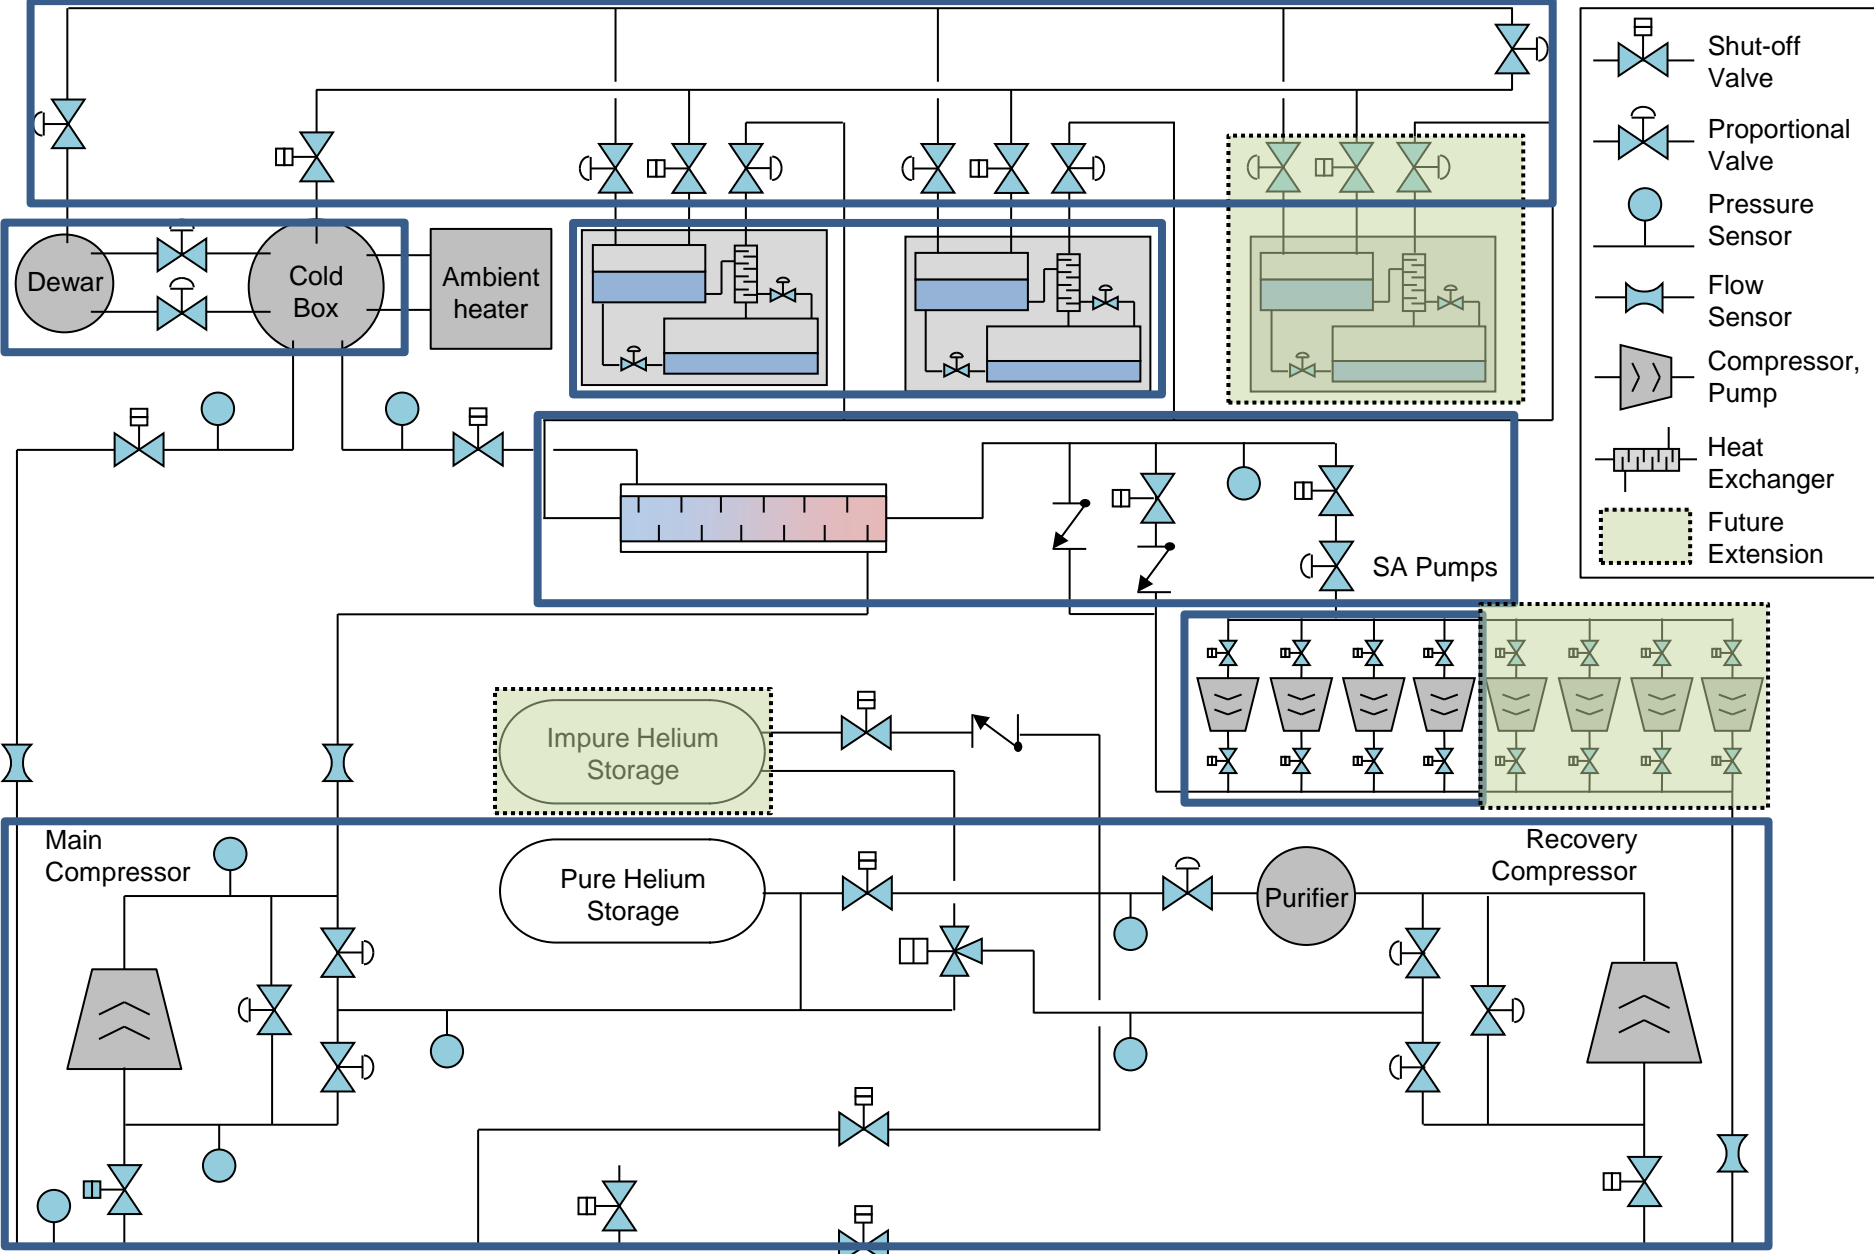 Shut-off
Valve
Proportional
Valve
Pressure
Sensor
Flow
Sensor
Compressor,
Pump
Heat
Exchanger
Future
Extension
Dewar
Cold
Box
Ambient
heater
SA Pumps
Impure Helium
Storage
Main
Compressor
Pure Helium
Storage
Purifier
Recovery
Compressor